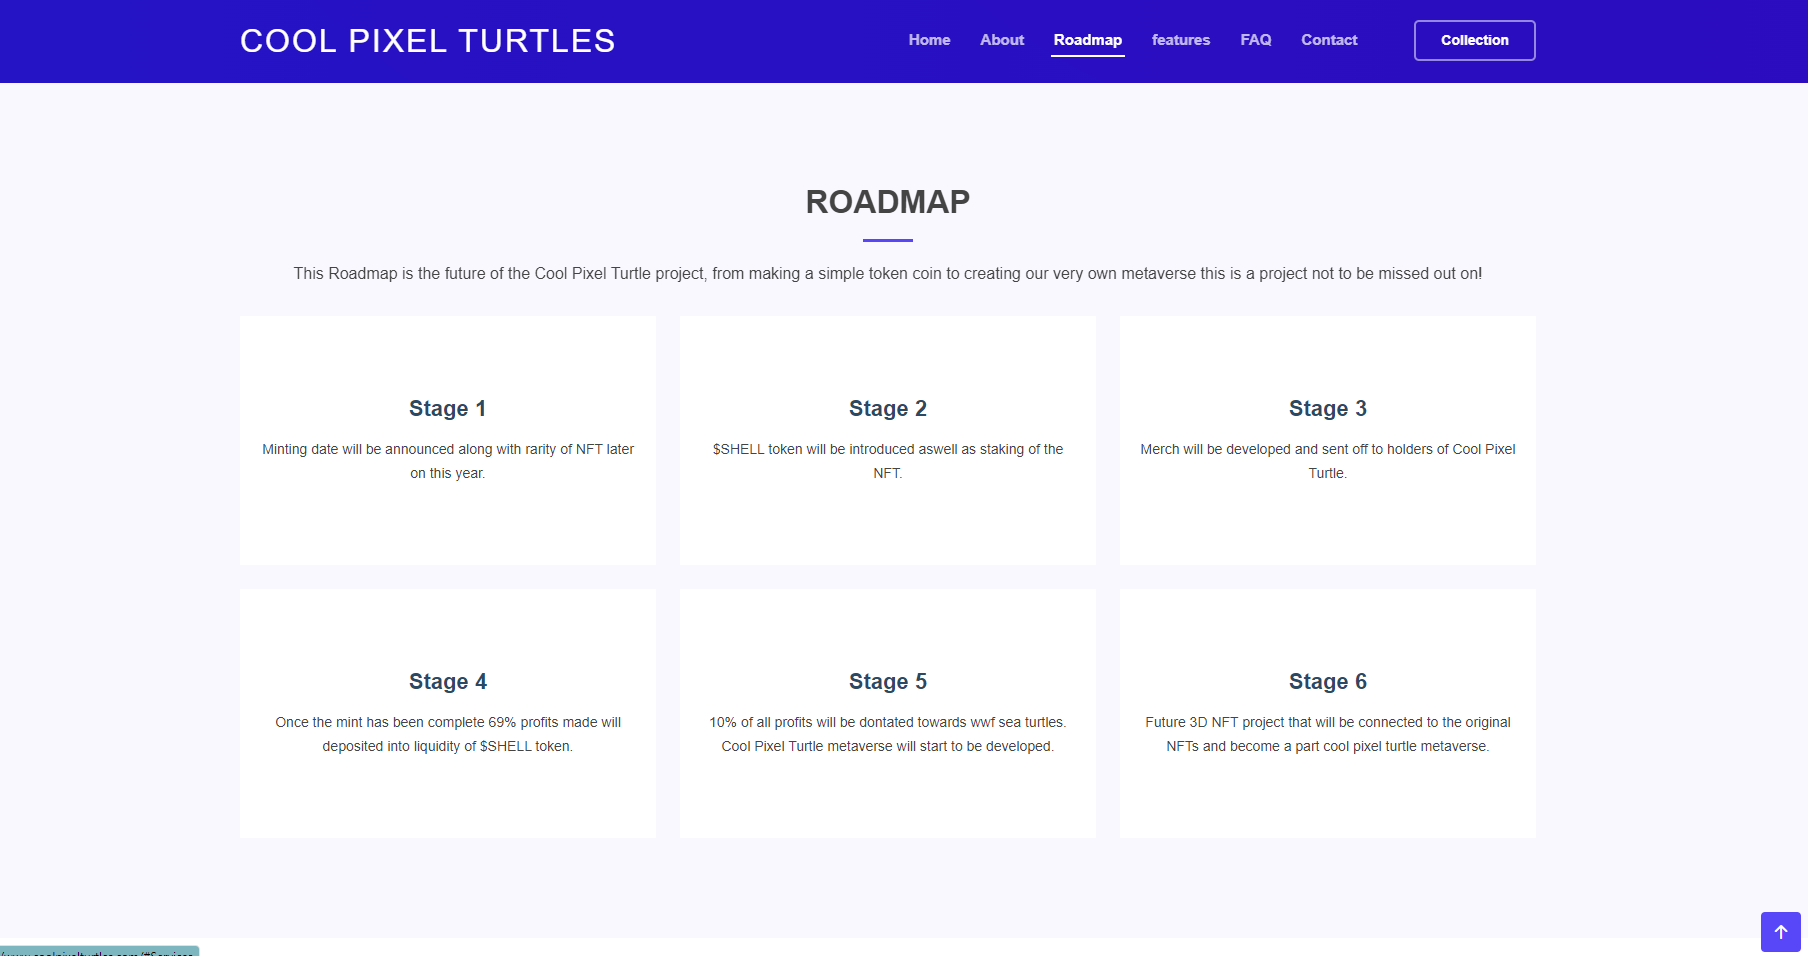 COOL PIXEL TURTLES
Home About Roadmap features FAQ Contact Collection
ROADMAP
This Roadmap is the future of the Cool Pixel Turtle project, from making a simple token coin to creating our very own metaverse this is a project not to be missed out on!
Stage 1
Minting date will be announced along with rarity of NFT later
on this year.
Stage 2
$SHELL token will be introduced aswell as staking of the
NFT.
Stage 3
Merch will be developed and sent off to holders of Cool Pixel
Turtle.
Stage 4
Once the mint has been complete 69% profits made will
deposited into liquidity of $SHELL token.
Stage 5
10% of all profits will be dontated towards wwf sea turtles.
Cool Pixel Turtle metaverse will start to be developed.
Stage 6
Future 3D NFT project that will be connected to the original
NFTs and become a part cool pixel turtle metaverse.